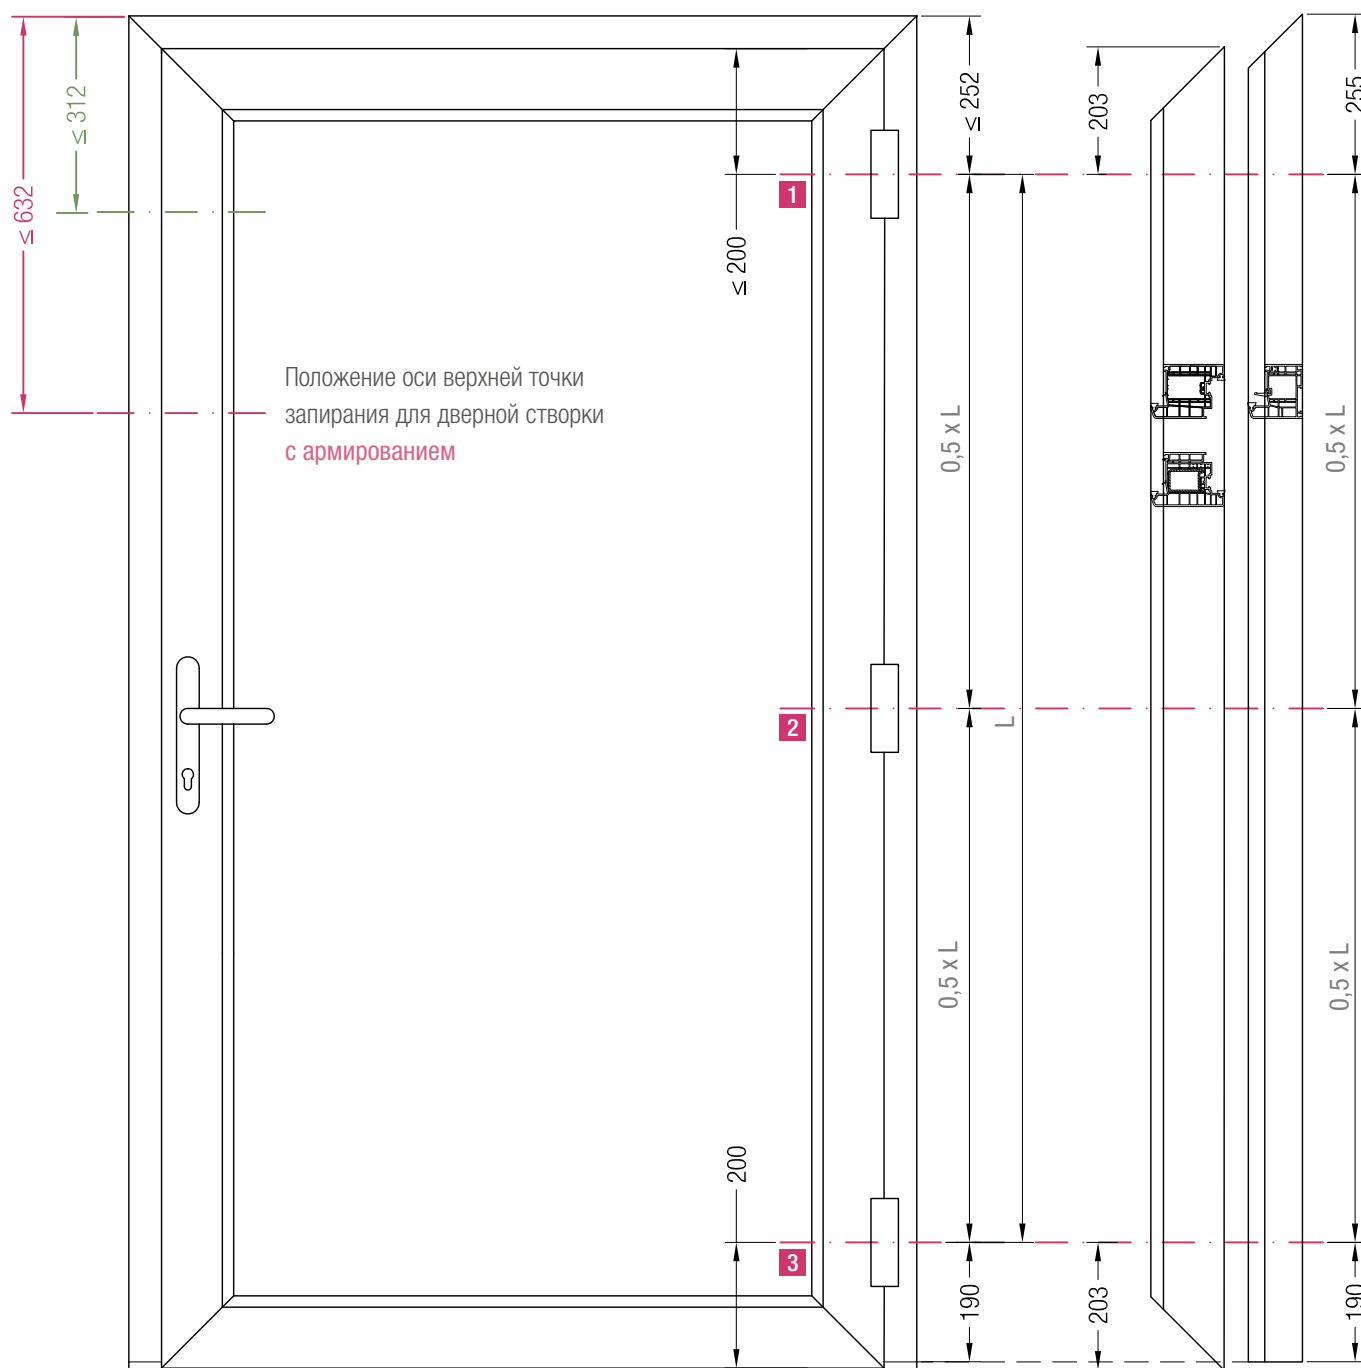 ≤ 312
≤ 632
≤ 252
203
255
1
≤ 200
Положение оси верхней точки
запирания для дверной створки
с армированием
0,5 x L
0,5 x L
2
L
0,5 x L
0,5 x L
200
3
190
203
190